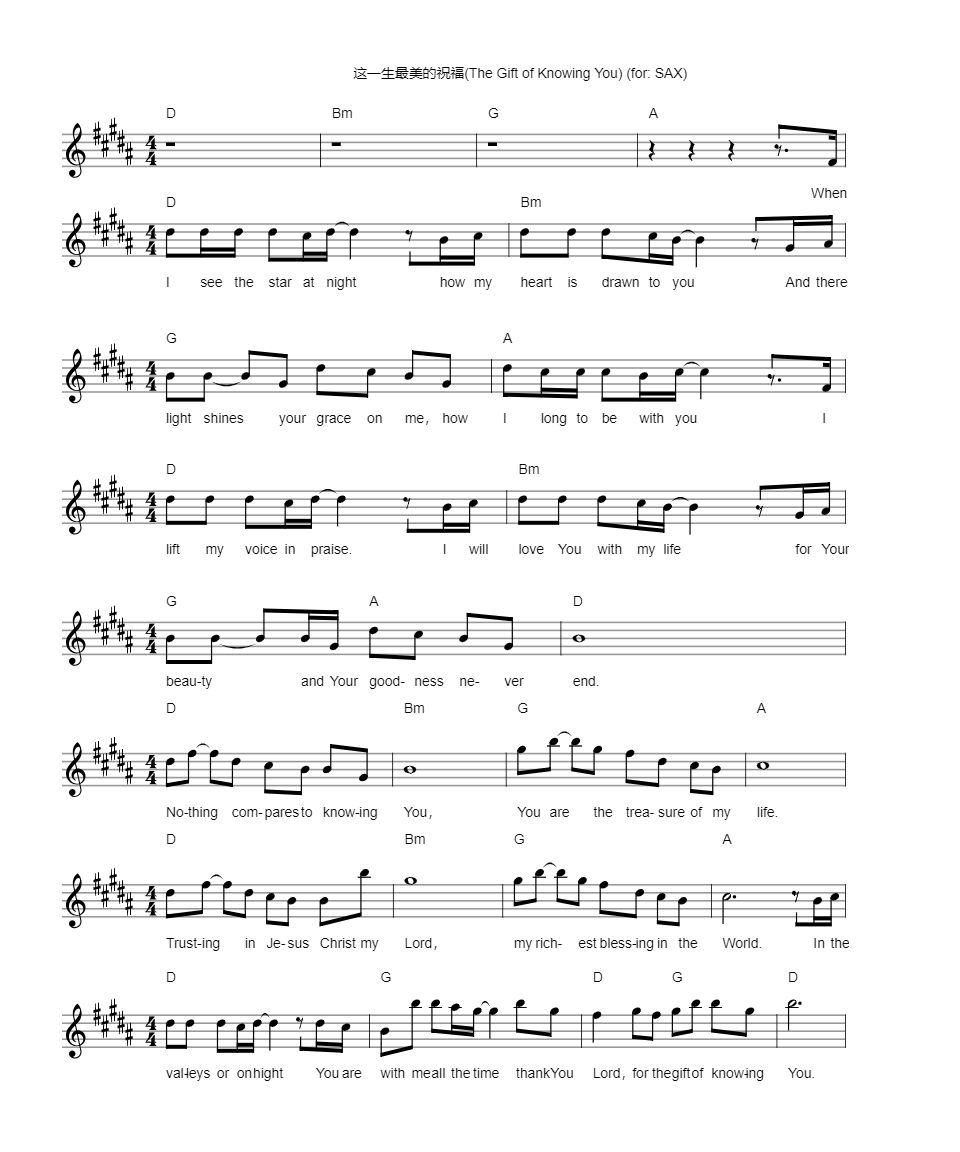 这一生最美的祝福(The Gift of Knowing You) (for: SAX)
D Bm G A
When
D Bm
I see the star at night how my heart is drawn to you And there
G A
light shines your grace on me, how I long to be with you I
D Bm
lift my voice in praise. I will love You with my life for Your
G A D
beau-ty and Your good- ness ne- ver end.
D Bm G A
No-thing com-pares to know-ing You, You are the trea- sure of my life.
D Bm G A
Trust-ing in Je-sus Christ my Lord, my rich- est bless-ing in the World. In the
D G D G D
val-leys or on hight You are with me all the time thank You Lord, for the gift of know-ing You.